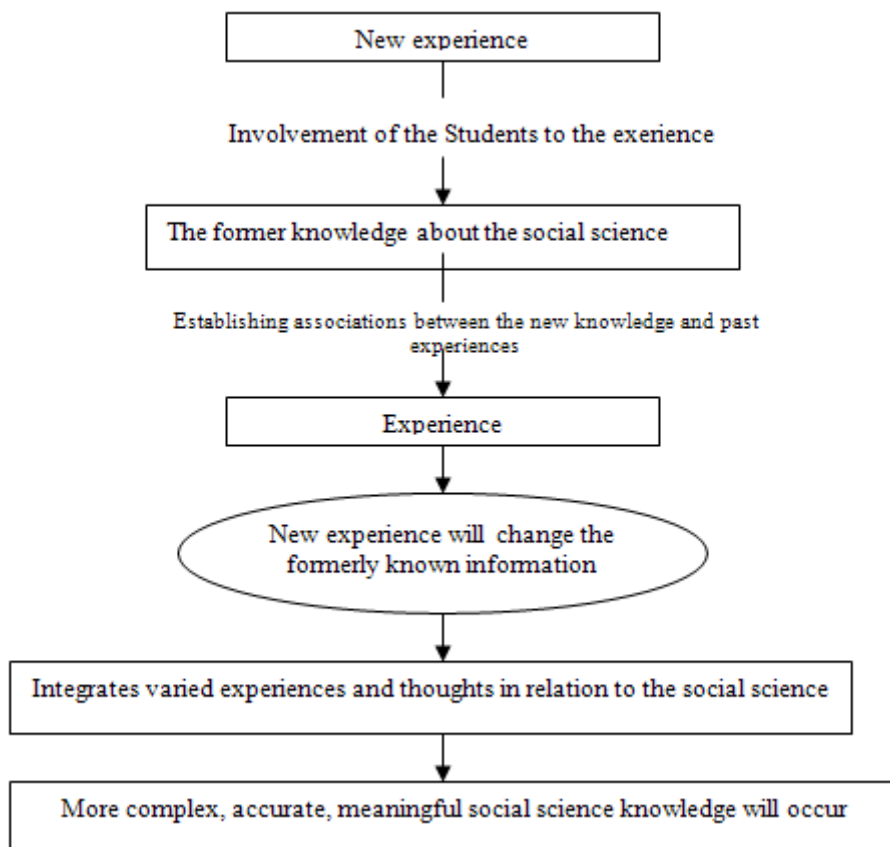 New experience
Involvement of the Students to the exerience
The former knowledge about the social science
Establishing associations between the new knowledge and past
experiences
Experience
New experience will change the
formerly known information
Integrates varied experiences and thoughts in relation to the social science
More complex, accurate, meaningful social science knowledge will occur